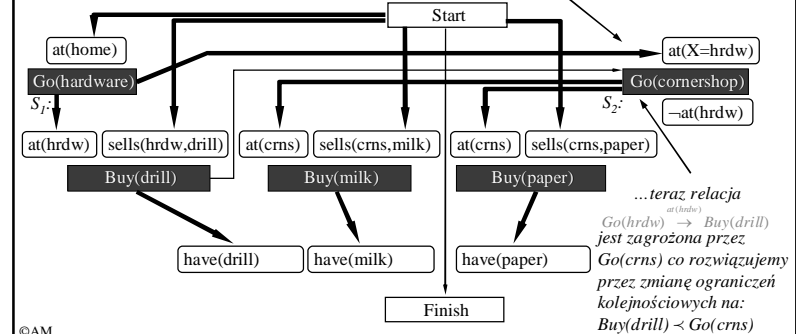 Start
at(home)
at(X=hrdw)
Go(hardware)
Go(cornershop)
S1:
S2:
¬at(hrdw)
at(hrdw)
sells(hrdw,drill)
at(crns)
sells(crns,milk)
at(crns)
sells(crns,paper)
Buy(drill)
Buy(milk)
Buy(paper)
...teraz relacja
at(hrdw)
Go(hrdw) → Buy(drill)
jest zagrożona przez
Go(crns) co rozwiązujemy
przez zmianę ograniczeń
kolejnościowych na:
Buy(drill) ≺ Go(crns)
have(drill)
have(milk)
have(paper)
Finish
©AM